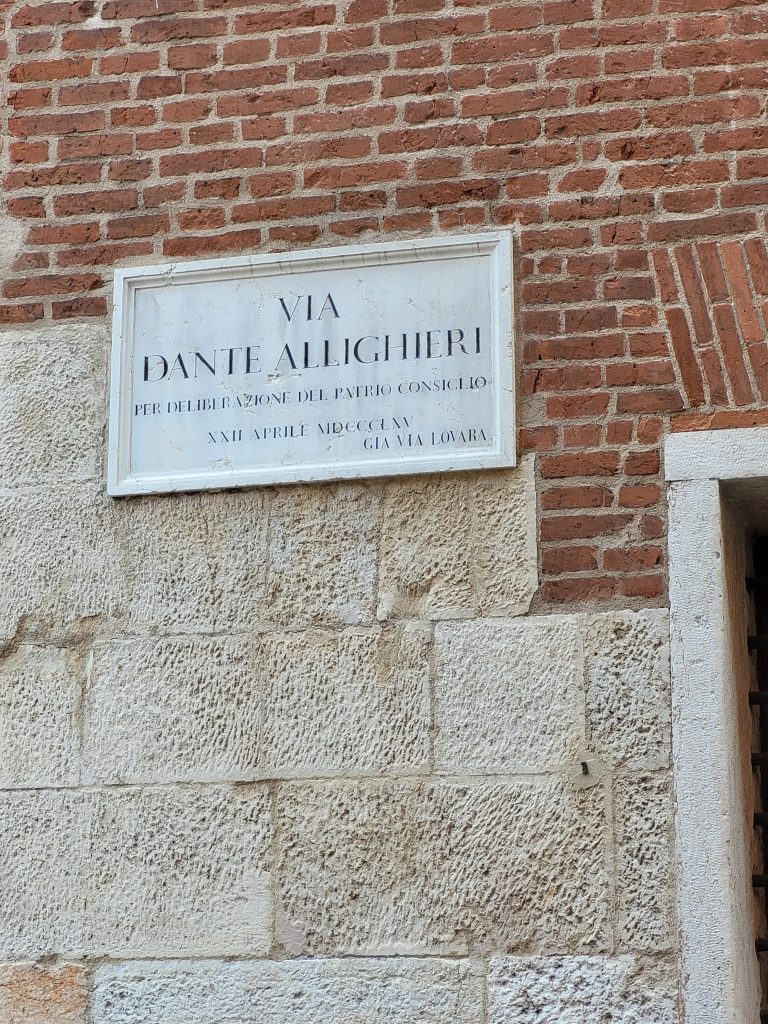 VIA
DANTE ALLIGHIERI
PER DELIBERAZIONE DEL PATRIO CONSIGLIO
XXII APRILE MDCCCLXV
GIA VIA LOVARA